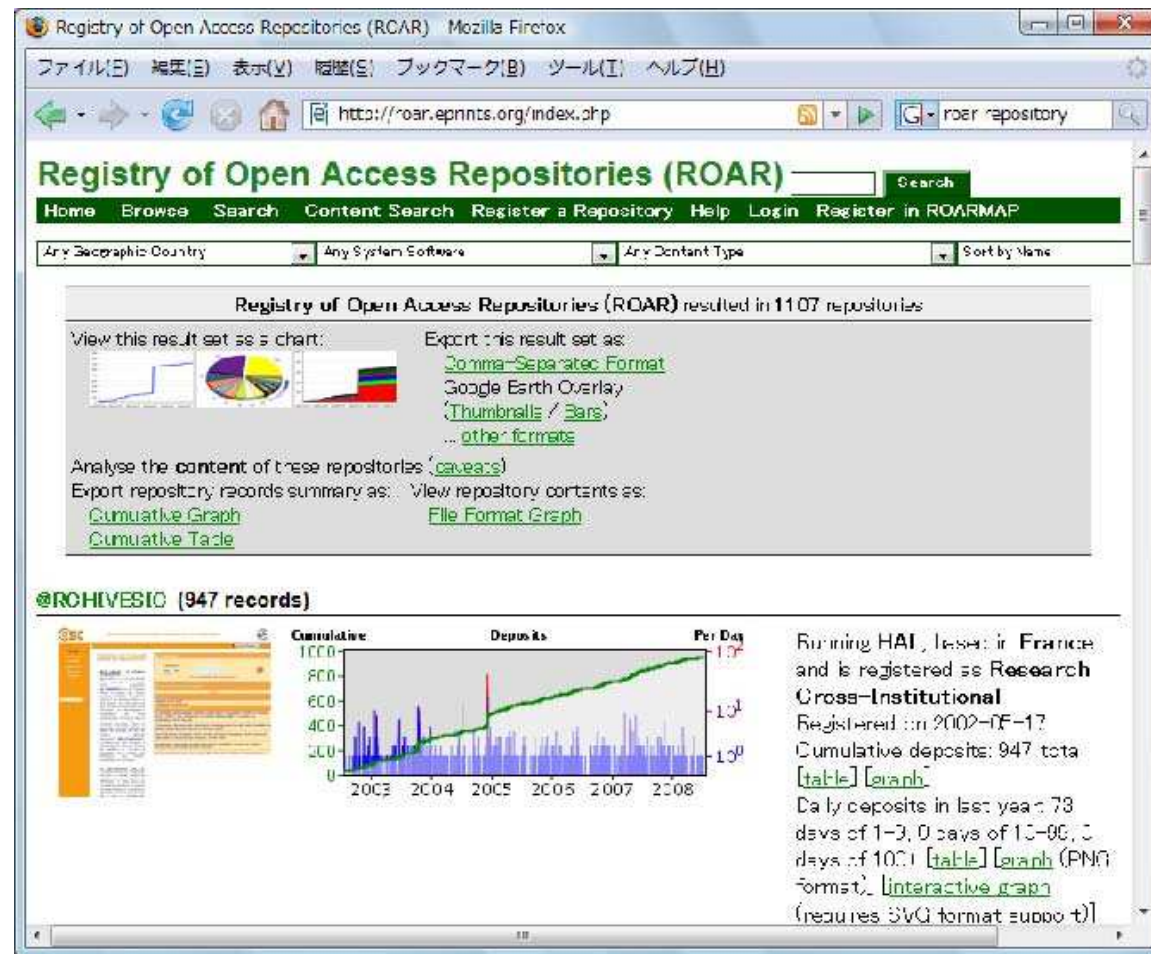 Registry of Open Access Repositories (ROAR) - Mozilla Firefox
ファイル(F) 編集(E) 表示(V) 履歴(S) ブックマーク(B) ツール(T) ヘルプ(H)
http://roar.eprints.org/index.php
G roar repository
Registry of Open Access Repositories (ROAR)
Search
Home Browse Search Content Search Register a Repository Help Login Register in ROARMAP
Any Geographic Country Any System Software Any Content Type Sort by Name
Registry of Open Access Repositories (ROAR) resulted in 1107 repositories
View this result set as a chart:
Export this result set as:
Comma-Separated Format
Google Earth Overlay
(Thumbnails / Bars)
... other formats
Analyse the content of these repositories (caveats)
Export repository records summary as: View repository contents as:
Cumuative Graph File Format Graph
Cumuative Table
@RCHIVESIC (947 records)
Cumulative Deposits Per Day
1000
800
600
400
200
0
10²
10¹
10⁰
2003 2004 2005 2006 2007 2008
Running HAL, based in France
and is registered as Research
Cross-Institutional
Registered on 2002-05-17
Cumulative deposits: 947 total
[table] [graph]
Daily deposits in last year: 73
days of 1-9, 0 days of 10-99, 0
days of 100+ [table] [graph (PNG
format)] [interactive graph
(requires SVG format support)]